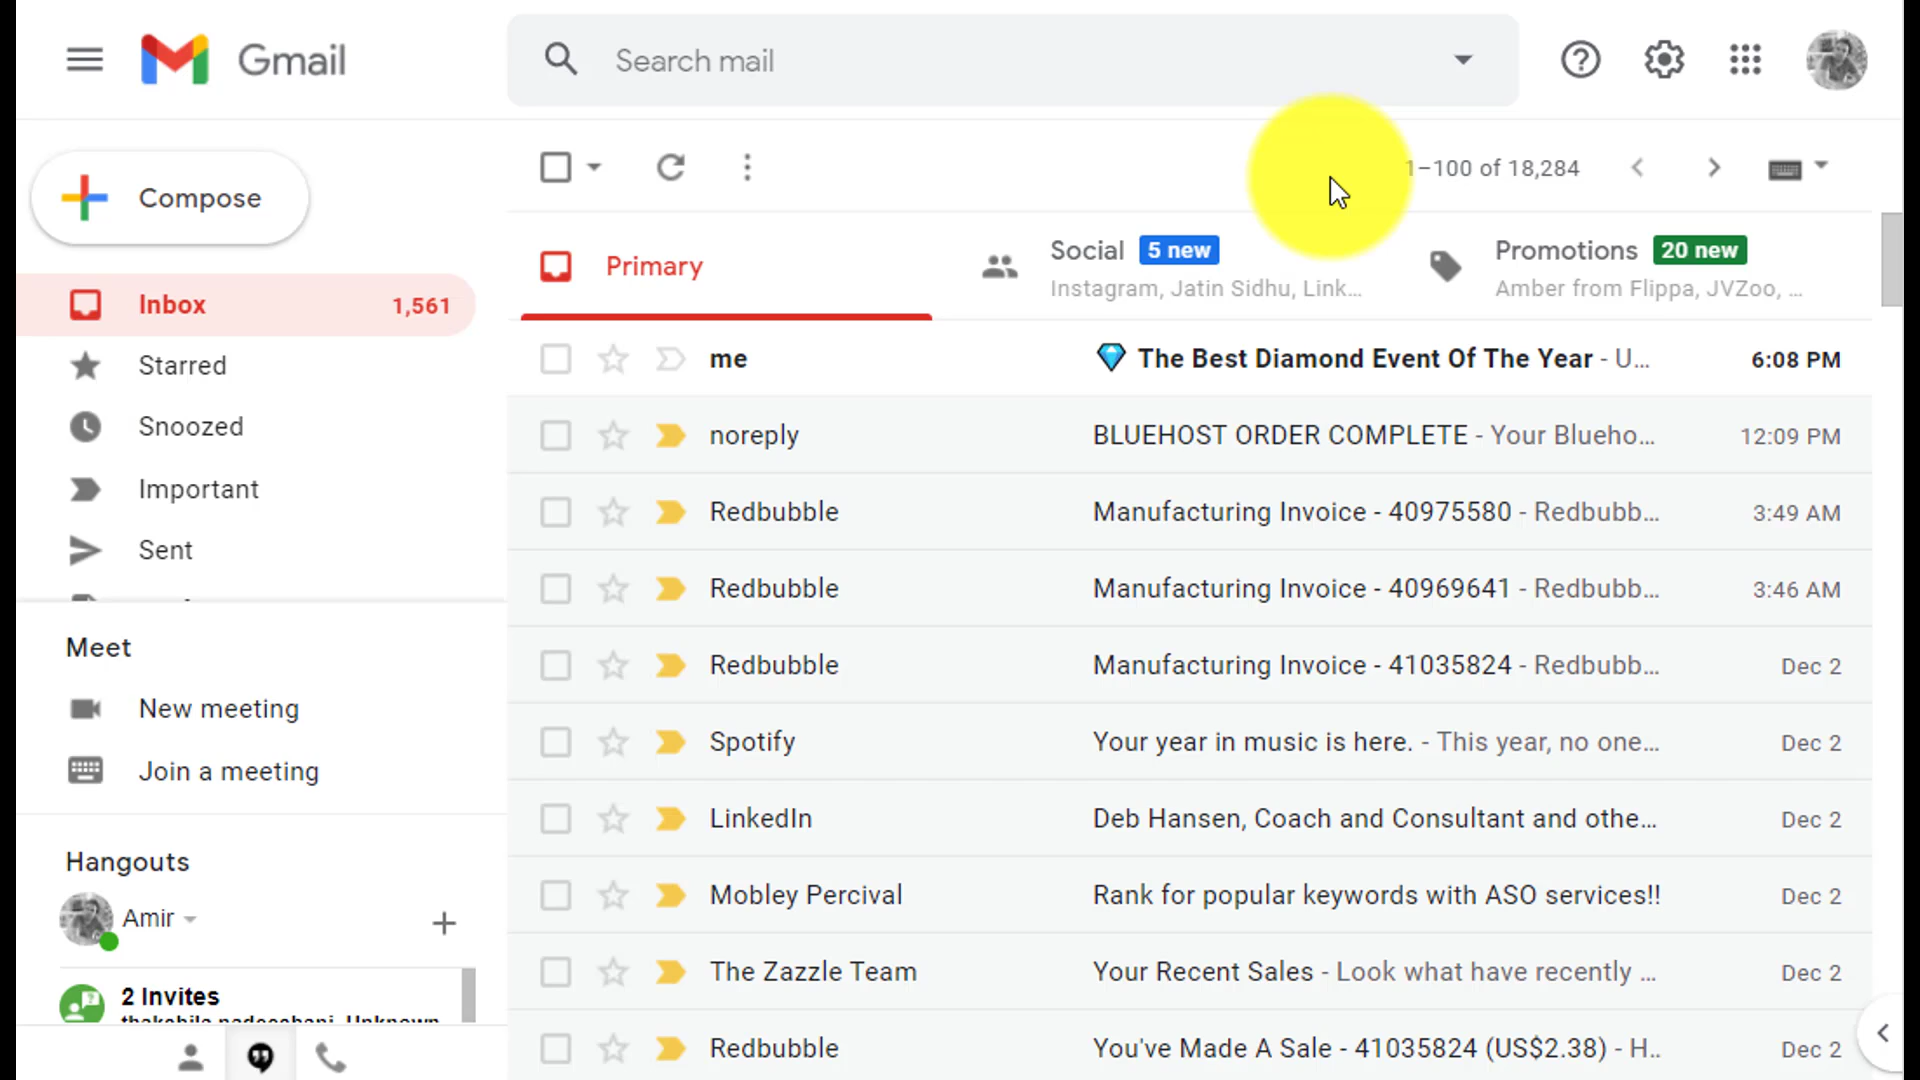 Gmail
Search mail
Compose
1–100 of 18,284
Primary
Social 5 new
Instagram, Jatin Sidhu, Link...
Promotions 20 new
Amber from Flippa, JVZoo, ...
Inbox 1,561
Starred
Snoozed
Important
Sent
Meet
New meeting
Join a meeting
Hangouts
Amir
2 Invites
me 💎 The Best Diamond Event Of The Year - U... 6:08 PM
noreply BLUEHOST ORDER COMPLETE - Your Blueho... 12:09 PM
Redbubble Manufacturing Invoice - 40975580 - Redbubb... 3:49 AM
Redbubble Manufacturing Invoice - 40969641 - Redbubb... 3:46 AM
Redbubble Manufacturing Invoice - 41035824 - Redbubb... Dec 2
Spotify Your year in music is here. - This year, no one... Dec 2
LinkedIn Deb Hansen, Coach and Consultant and othe... Dec 2
Mobley Percival Rank for popular keywords with ASO services!! Dec 2
The Zazzle Team Your Recent Sales - Look what have recently ... Dec 2
Redbubble You've Made A Sale - 41035824 (US$2.38) - H... Dec 2